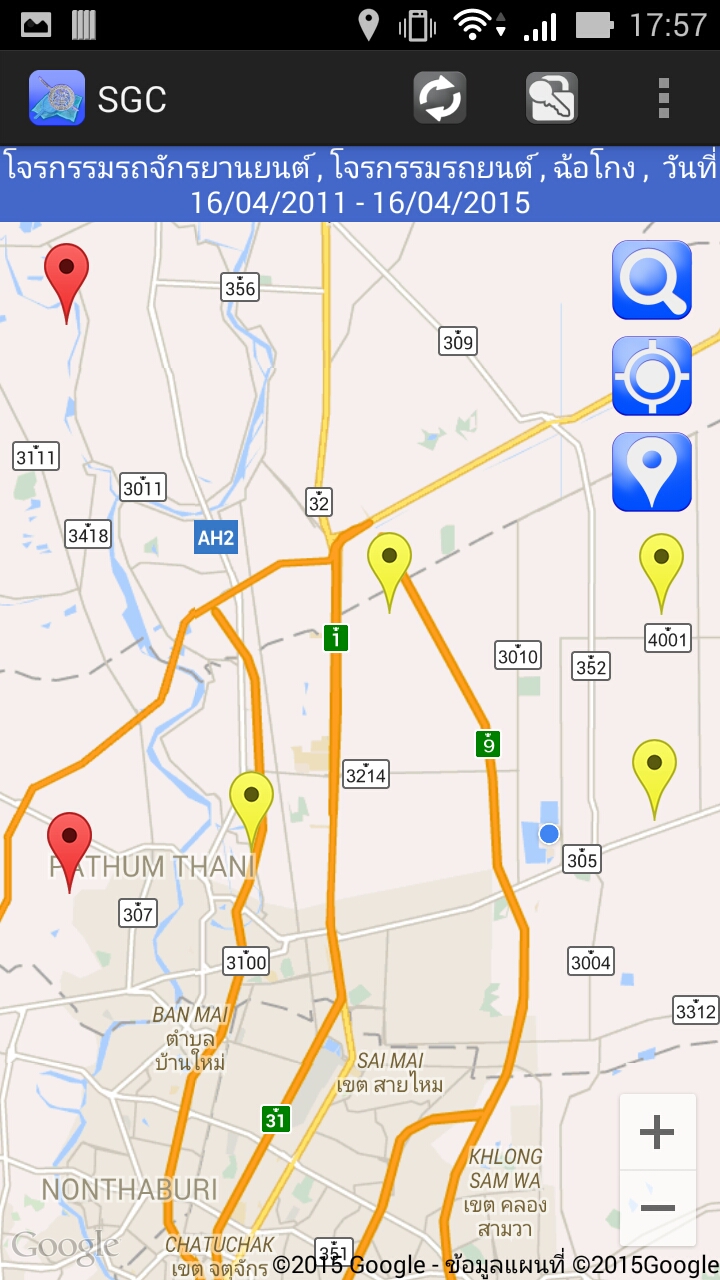 17:57
SGC
โจรกรรมรถจักรยานยนต์ , โจรกรรมรถยนต์ , ฉ้อโกง , วันที่
16/04/2011 - 16/04/2015
356
309
3111
3011
32
3418
AH2
1
4001
3010
352
9
3214
305
PATHUM THANI
307
3100
3004
3312
BAN MAI
ตำบล
บ้านใหม่
SAI MAI
เขต สายไหม
31
KHLONG
SAM WA
เขต คลอง
สามวา
NONTHABURI
Google
CHATUCHAK
เขต จตุจักร
351
©2015 Google - ข้อมูลแผนที่ ©2015Google